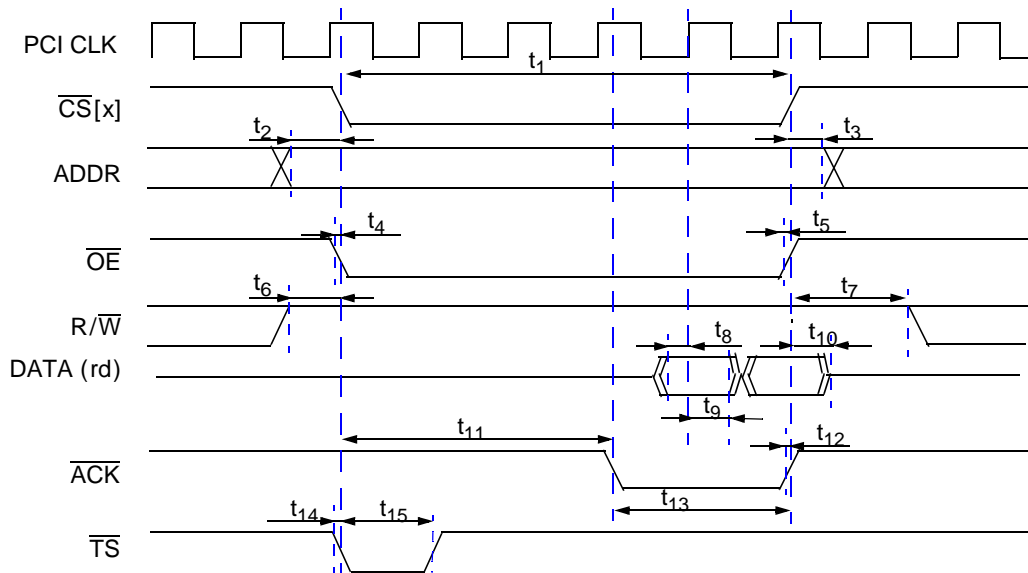 PCI CLK
t1
CS[x]
t2
t3
ADDR
t4
t5
OE
t6
t7
R/W
t8
t10
DATA (rd)
t9
t11
t12
ACK
t13
t14
t15
TS